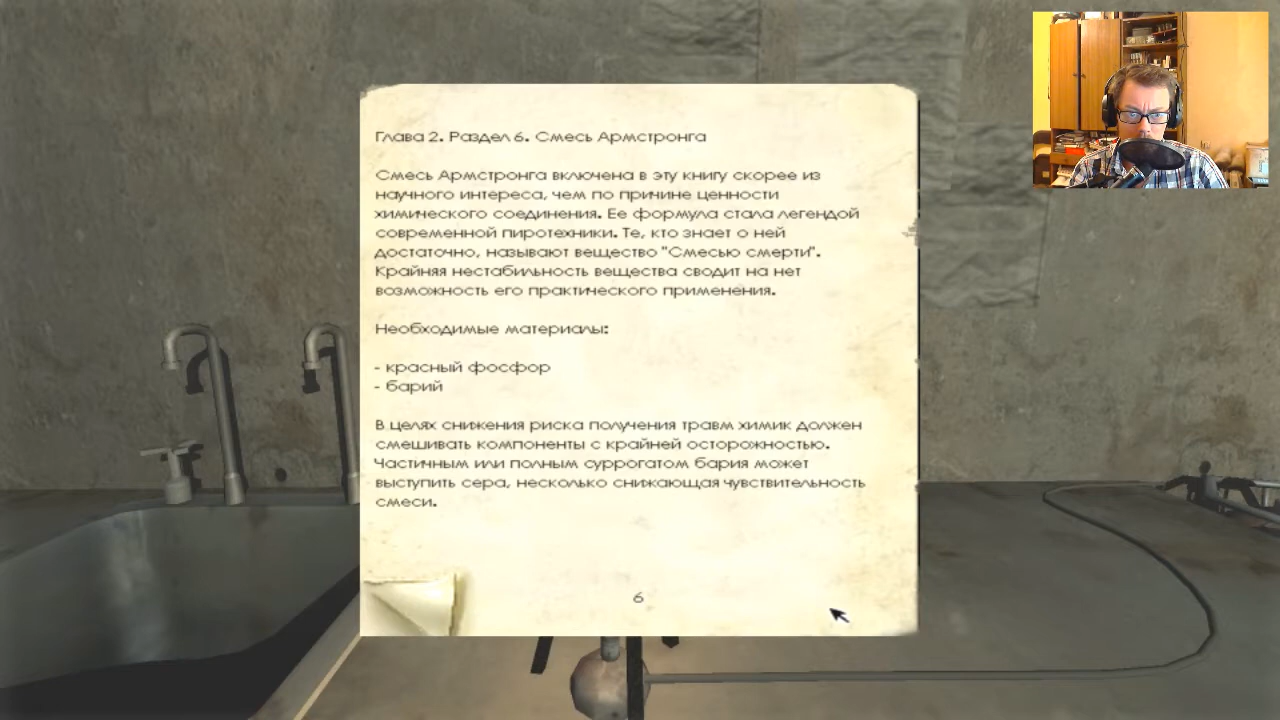 Глава 2. Раздел 6. Смесь Армстронга
Смесь Армстронга включена в эту книгу скорее из
научного интереса, чем по причине ценности
химического соединения. Ее формула стала легендой
современной пиротехники. Те, кто знает о ней
достаточно, называют вещество "Смесью смерти".
Крайняя нестабильность вещества сводит на нет
возможность его практического применения.
Необходимые материалы:
- красный фосфор
- барий
В целях снижения риска получения травм химик должен
смешивать компоненты с крайней осторожностью.
Частичным или полным суррогатом бария может
выступить сера, несколько снижающая чувствительность
смеси.
6